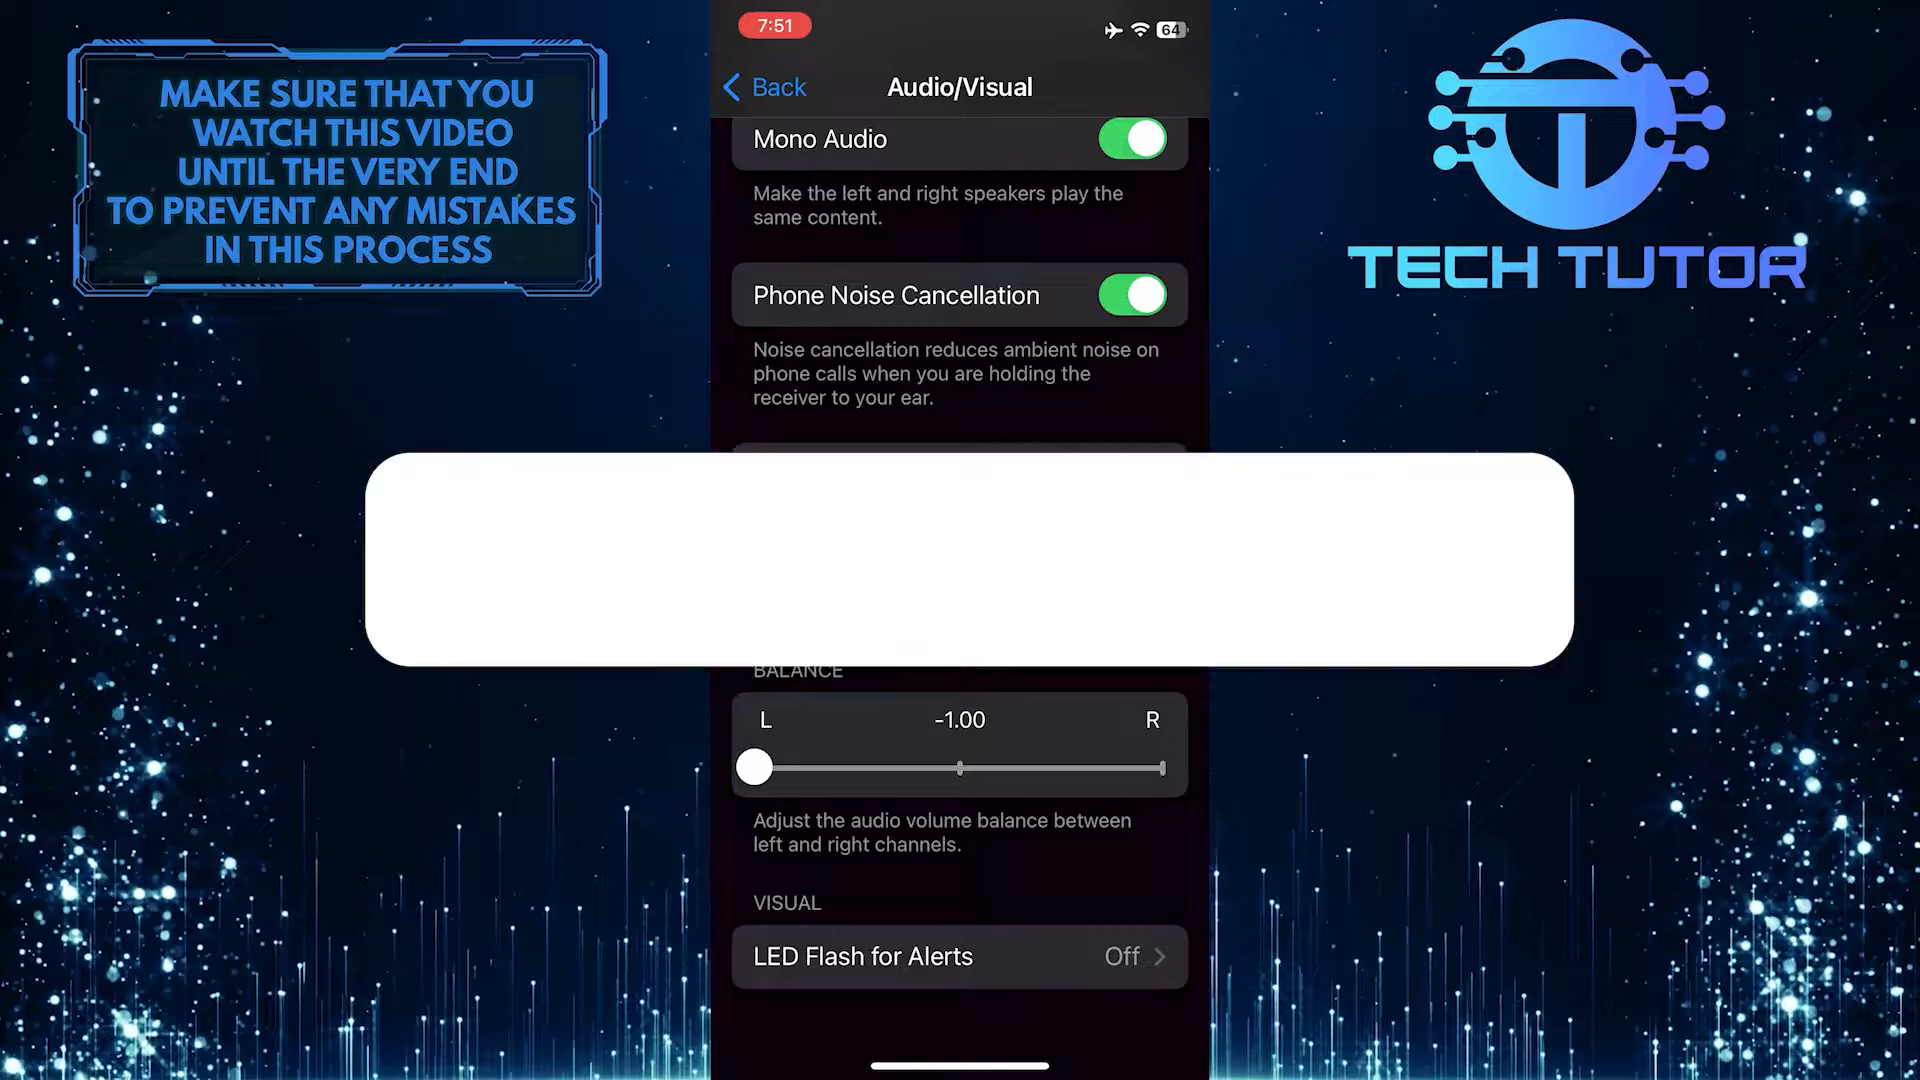 MAKE SURE THAT YOU
WATCH THIS VIDEO
UNTIL THE VERY END
TO PREVENT ANY MISTAKES
IN THIS PROCESS
7:51
64
Back
Audio/Visual
Mono Audio
Make the left and right speakers play the
same content.
Phone Noise Cancellation
Noise cancellation reduces ambient noise on
phone calls when you are holding the
receiver to your ear.
BALANCE
L
-1.00
R
Adjust the audio volume balance between
left and right channels.
VISUAL
LED Flash for Alerts
Off
TECH TUTOR